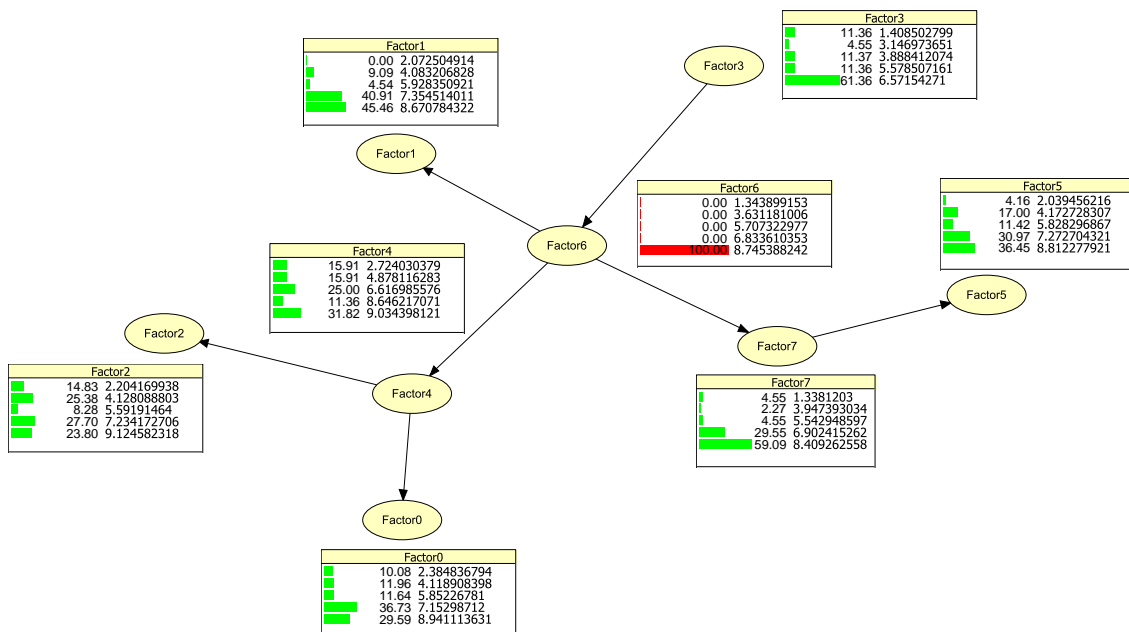 Factor3
11.36 1.408502799
4.55 3.146973651
11.37 3.888412074
11.36 5.578507161
61.36 6.57154271
Factor3
Factor1
0.00 2.072504914
9.09 4.083206828
4.54 5.928350921
40.91 7.354514011
45.46 8.670784322
Factor1
Factor6
0.00 1.343899153
0.00 3.631181006
0.00 5.707322977
0.00 6.833610353
100.00 8.745388242
Factor6
Factor5
4.16 2.039456216
17.00 4.172728307
11.42 5.828296867
30.97 7.272704321
36.45 8.812277921
Factor5
Factor4
15.91 2.724030379
15.91 4.878116283
25.00 6.616985576
11.36 8.646217071
31.82 9.034398121
Factor4
Factor2
Factor2
14.83 2.204169938
25.38 4.128088803
8.28 5.59191464
27.70 7.234172706
23.80 9.124582318
Factor7
Factor7
4.55 1.3381203
2.27 3.947393034
4.55 5.542948597
29.55 6.902415262
59.09 8.409262558
Factor0
Factor0
10.08 2.384836794
11.96 4.118908398
11.64 5.85226781
36.73 7.15298712
29.59 8.941113631